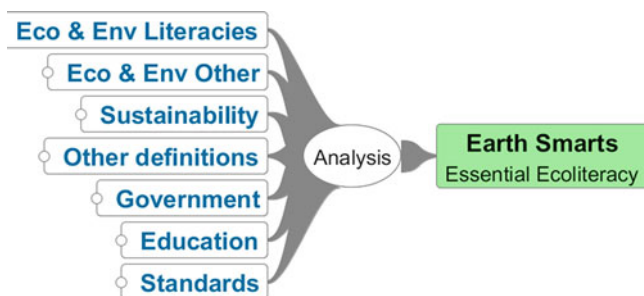 Eco & Env Literacies
Eco & Env Other
Sustainability
Other definitions
Government
Education
Standards
Analysis
Earth Smarts
Essential Ecoliteracy